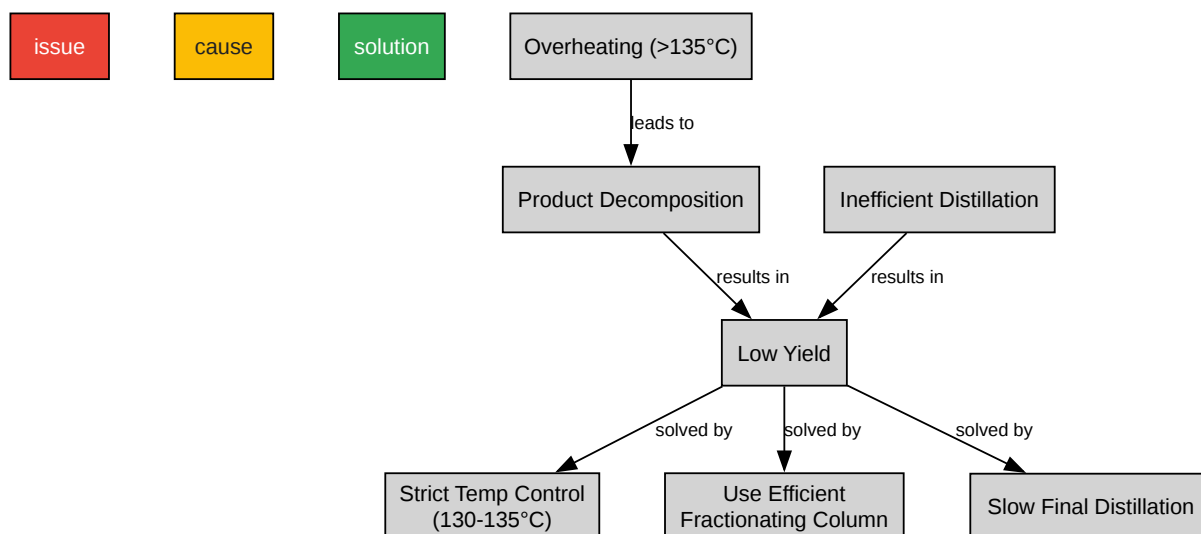 issue
cause
solution
Overheating (>135°C)
leads to
Product Decomposition
Inefficient Distillation
results in
results in
Low Yield
solved by
solved by
solved by
Strict Temp Control
(130-135°C)
Use Efficient
Fractionating Column
Slow Final Distillation